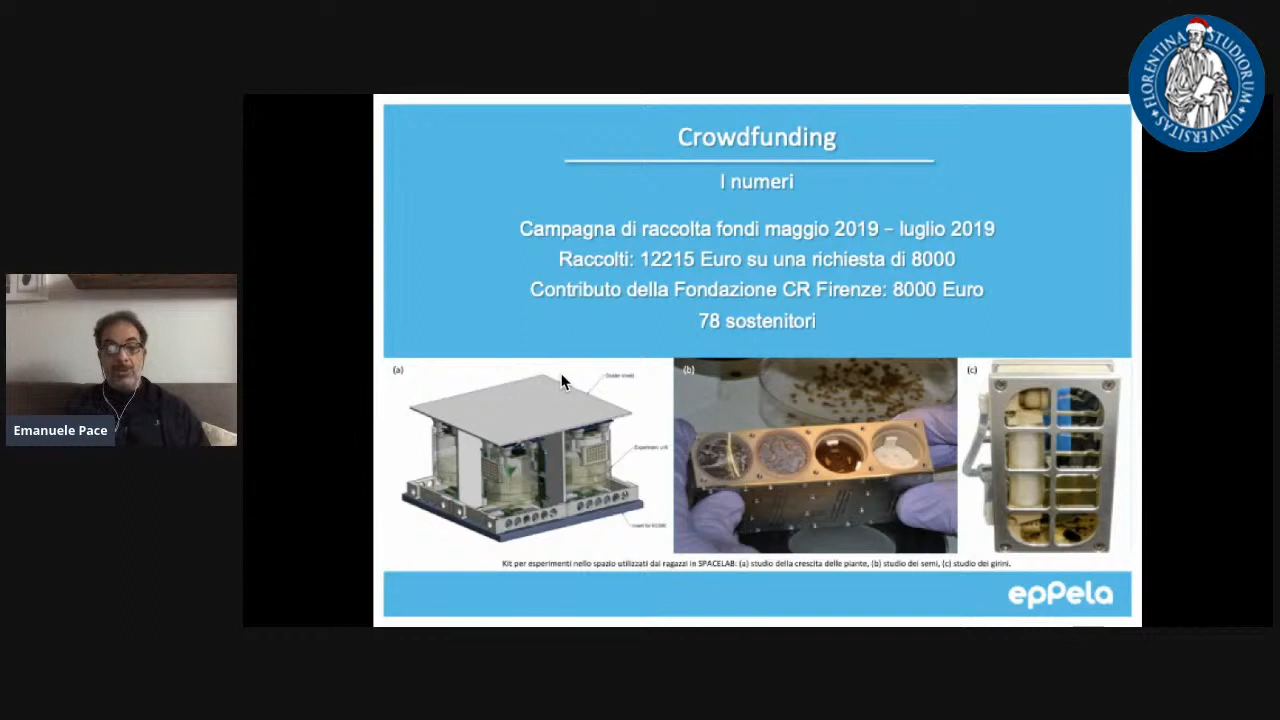 FLORENTINA STUDIORUM UNIVERSITAS
Crowdfunding
I numeri
Campagna di raccolta fondi maggio 2019 – luglio 2019
Raccolti: 12215 Euro su una richiesta di 8000
Contributo della Fondazione CR Firenze: 8000 Euro
78 sostenitori
Emanuele Pace
(a)
(b)
(c)
Kit per esperimenti nello spazio utilizzati dai ragazzi in SPACELAB: (a) studio della crescita delle piante, (b) studio dei semi, (c) studio dei girini.
epPela